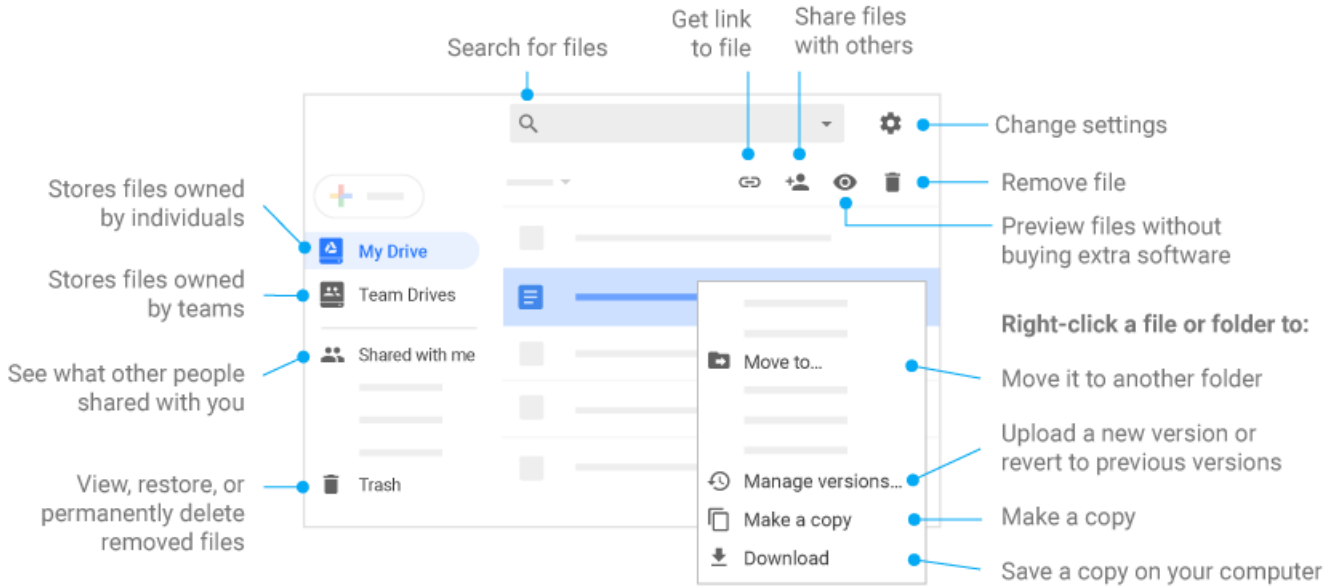 Get link
to file
Share files
with others
Search for files
Change settings
Stores files owned
by individuals
Remove file
Preview files without
buying extra software
My Drive
Stores files owned
by teams
Team Drives
Right-click a file or folder to:
See what other people
shared with you
Shared with me
Move to...
Move it to another folder
Upload a new version or
revert to previous versions
View, restore, or
permanently delete
removed files
Trash
Manage versions...
Make a copy
Make a copy
Download
Save a copy on your computer